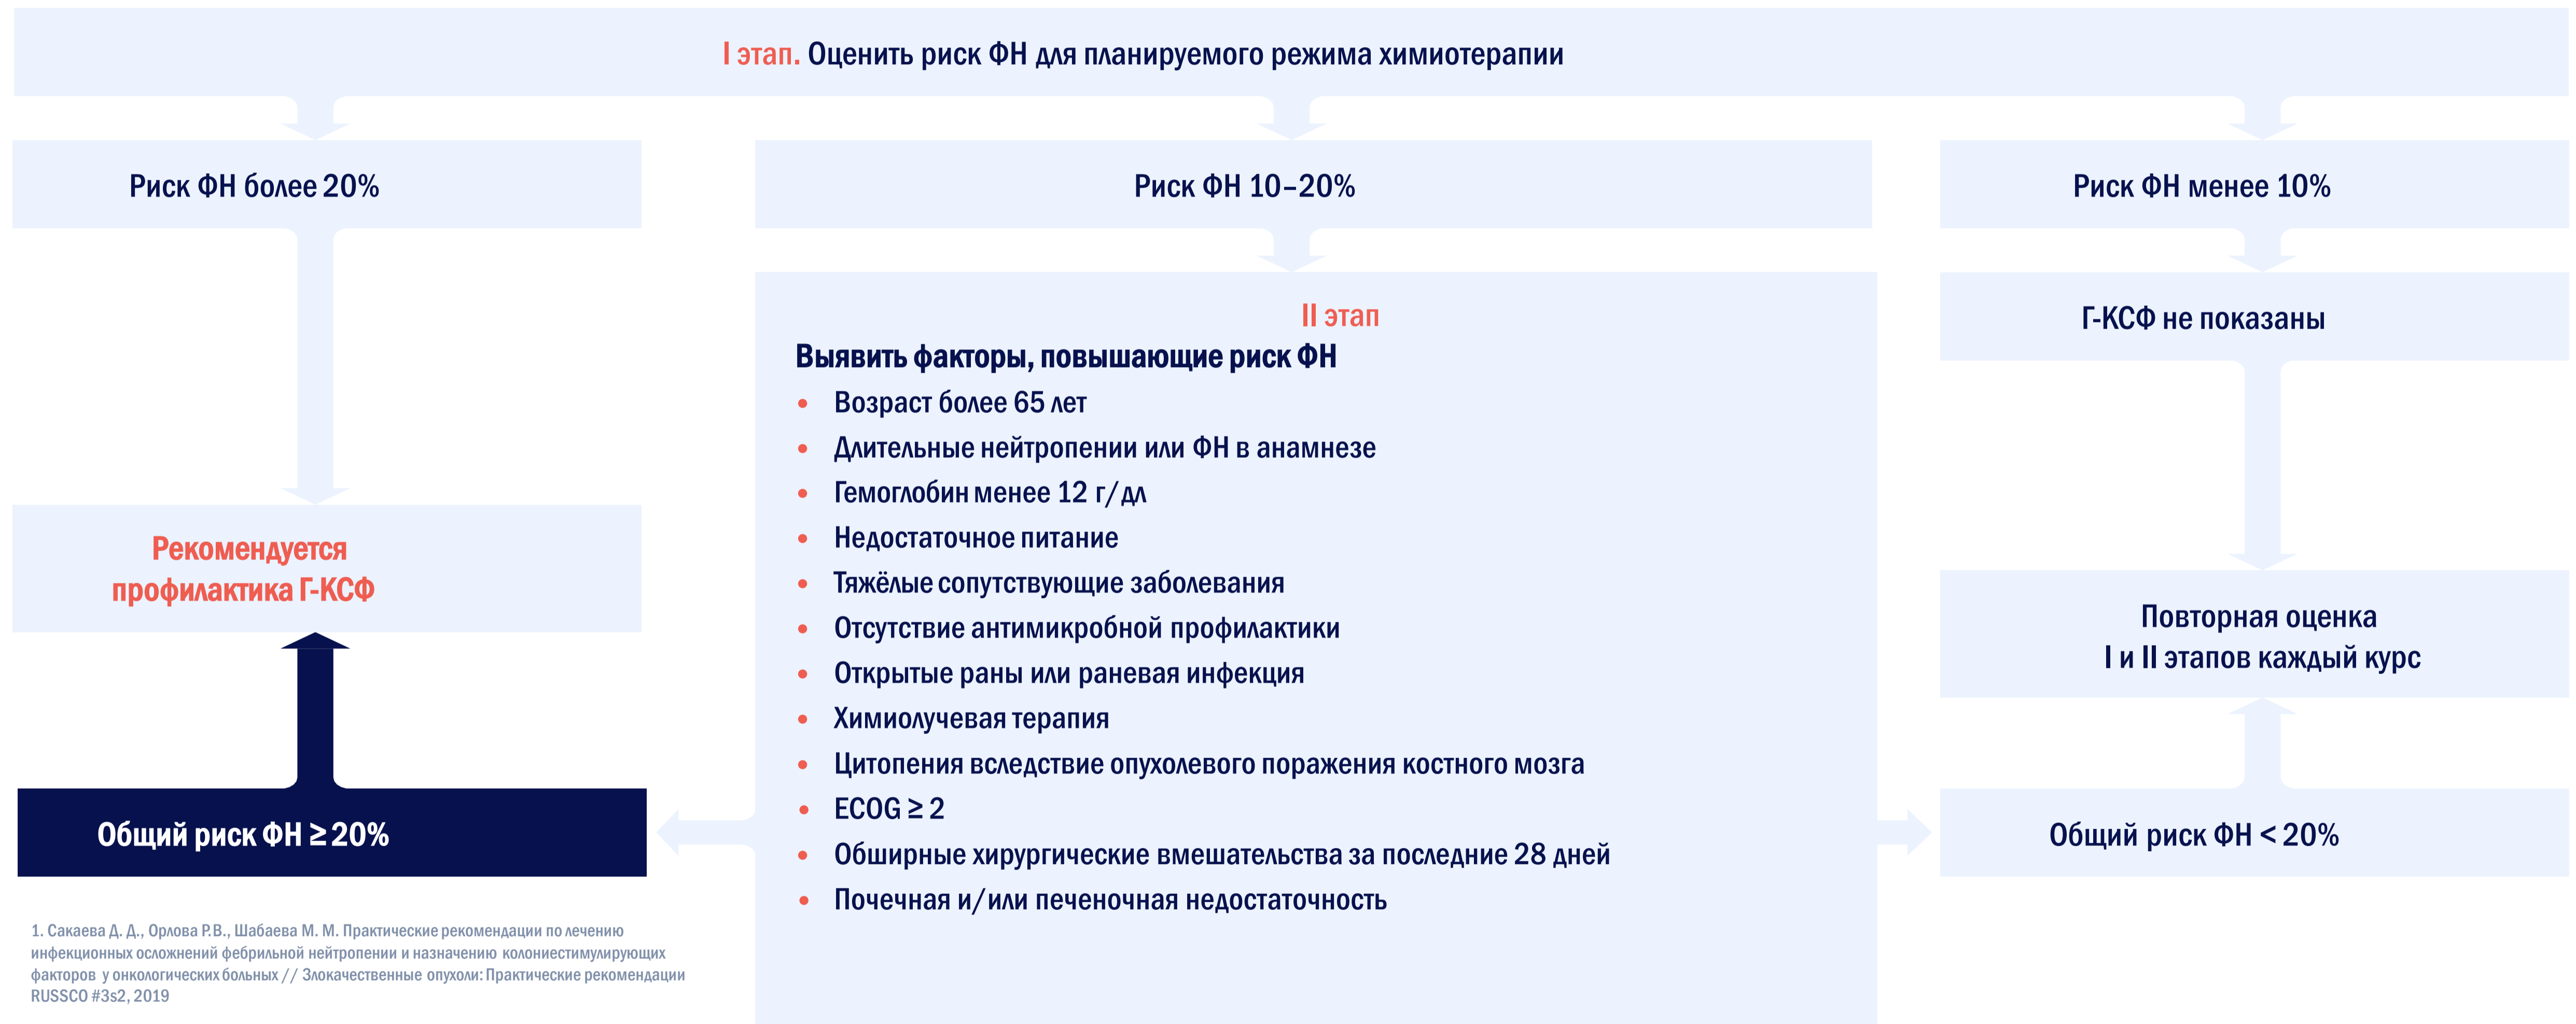 I этап. Оценить риск ФН для планируемого режима химиотерапии
Риск ФН более 20%
Риск ФН 10–20%
Риск ФН менее 10%
II этап
Выявить факторы, повышающие риск ФН
• Возраст более 65 лет
• Длительные нейтропении или ФН в анамнезе
• Гемоглобин менее 12 г/дл
• Недостаточное питание
• Тяжёлые сопутствующие заболевания
• Отсутствие антимикробной профилактики
• Открытые раны или раневая инфекция
• Химиолучевая терапия
• Цитопения вследствие опухолевого поражения костного мозга
• ECOG ≥ 2
• Обширные хирургические вмешательства за последние 28 дней
• Почечная и/или печеночная недостаточность
Г-КСФ не показаны
Рекомендуется
профилактика Г-КСФ
Повторная оценка
I и II этапов каждый курс
Общий риск ФН ≥ 20%
Общий риск ФН < 20%
1. Сакаева Д. Д., Орлова Р.В., Шабаева М. М. Практические рекомендации по лечению
инфекционных осложнений фебрильной нейтропении и назначению колониестимулирующих
факторов у онкологических больных // Злокачественные опухоли: Практические рекомендации
RUSSCO #3s2, 2019